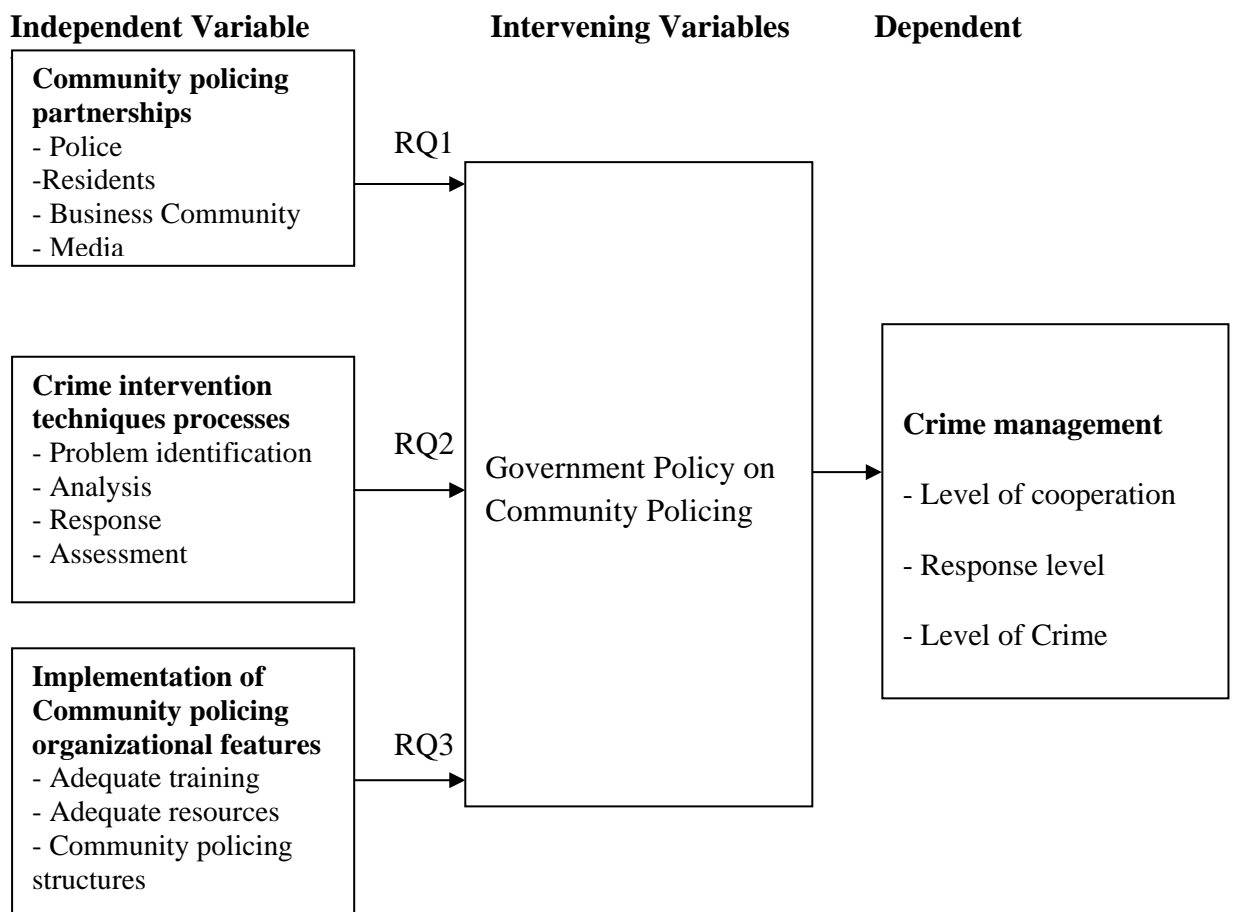 Independent Variable Intervening Variables Dependent
Community policing
partnerships
- Police
-Residents
- Business Community
- Media
RQ1
Crime intervention
techniques processes
- Problem identification
- Analysis
- Response
- Assessment
RQ2
Implementation of
Community policing
organizational features
- Adequate training
- Adequate resources
- Community policing
structures
RQ3
Government Policy on
Community Policing
Crime management
- Level of cooperation
- Response level
- Level of Crime